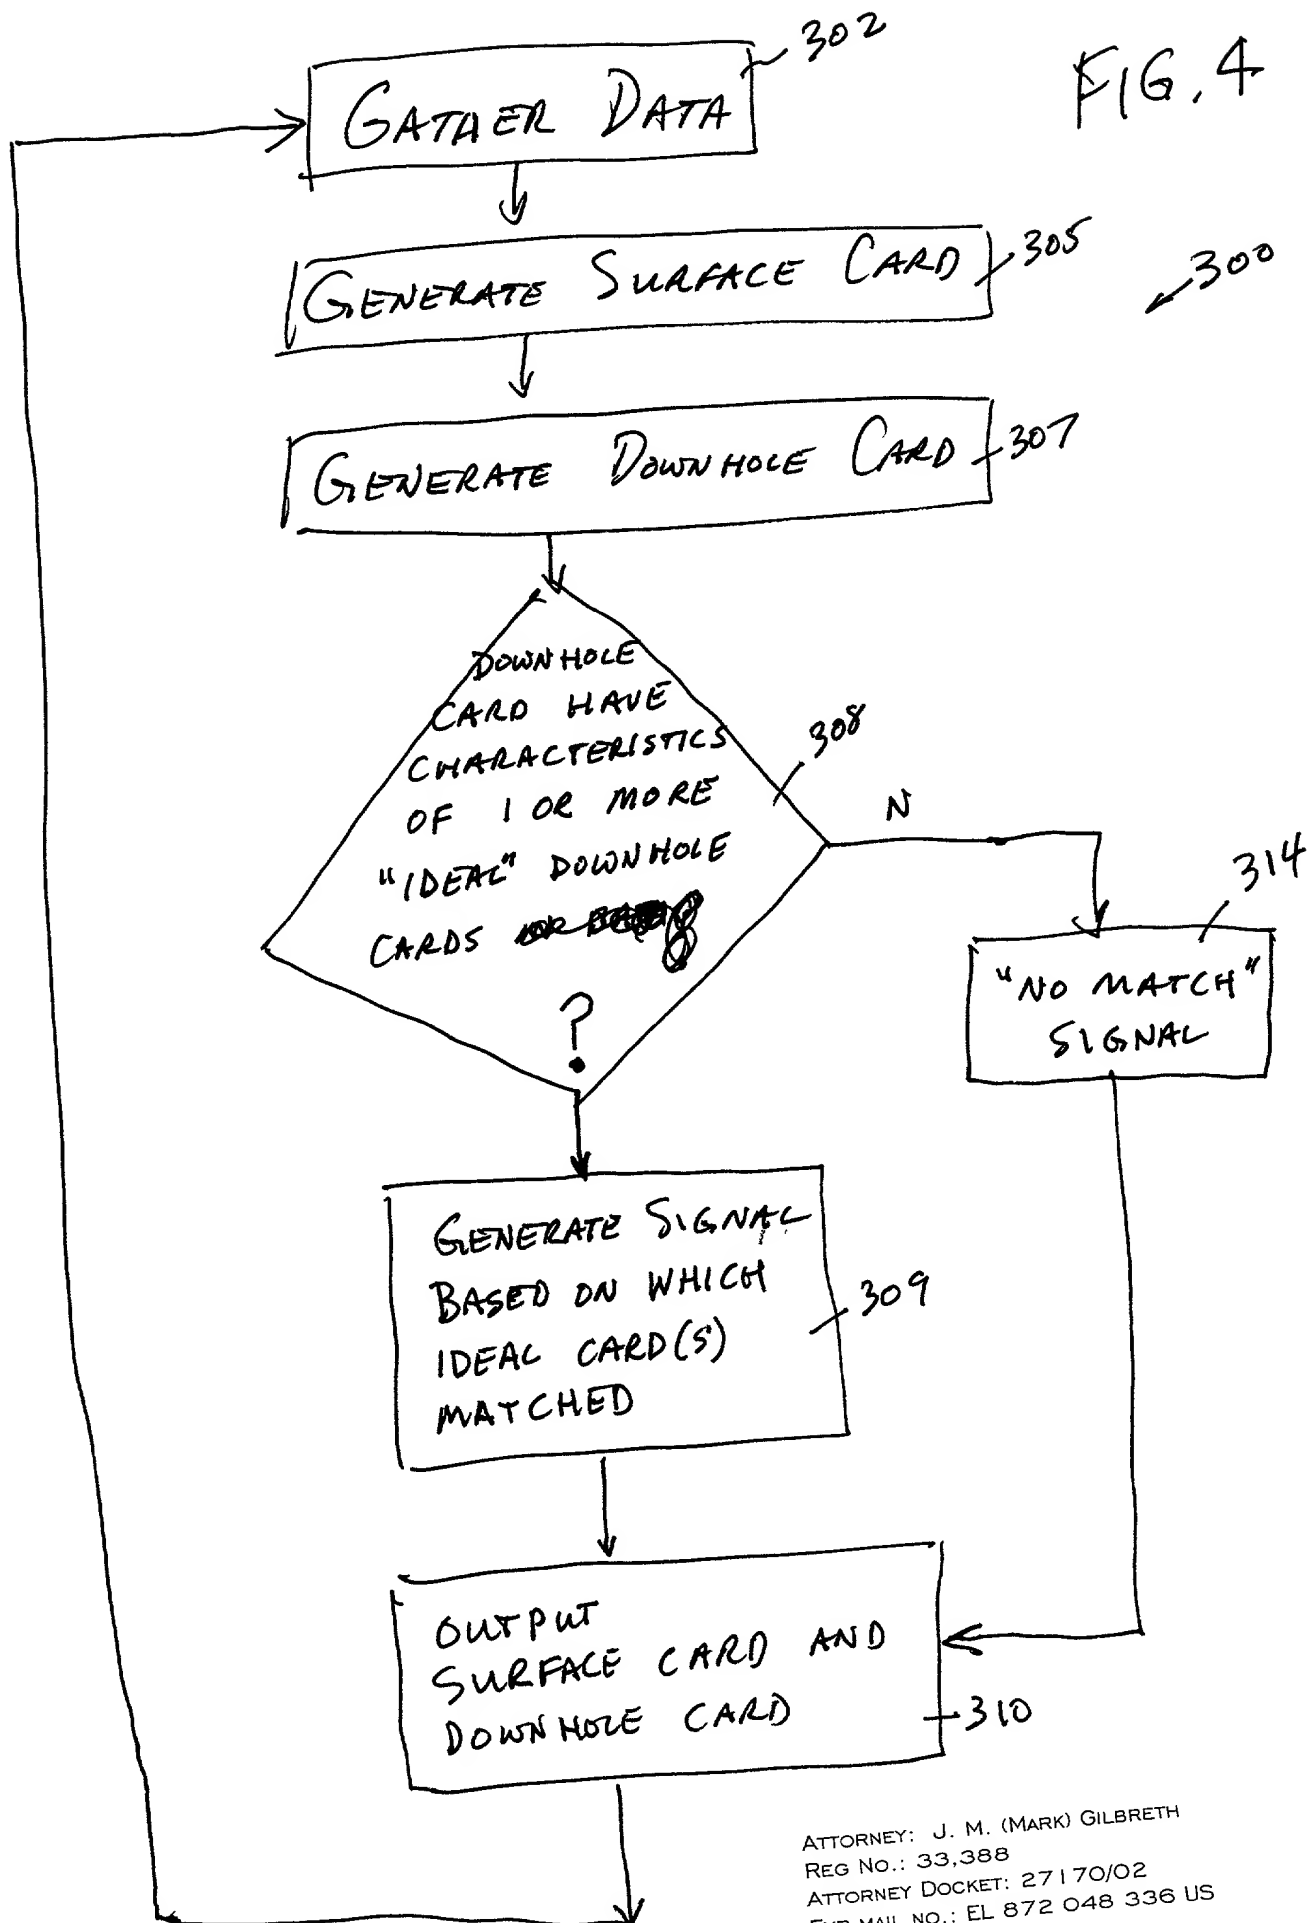 302
FIG. 4
GATHER DATA
305
300
GENERATE SURFACE CARD
307
GENERATE DOWNHOLE CARD
DOWNHOLE
CARD HAVE
CHARACTERISTICS
OF 1 OR MORE
"IDEAL" DOWNHOLE
CARDS
?
308
N
314
"NO MATCH"
SIGNAL
GENERATE SIGNAL
BASED ON WHICH
IDEAL CARD(S)
MATCHED
309
OUTPUT
SURFACE CARD AND
DOWNHOLE CARD
310
ATTORNEY: J. M. (MARK) GILBRETH
REG NO.: 33,388
ATTORNEY DOCKET: 27170/02
EXP MAIL NO.: EL 872 048 336 US